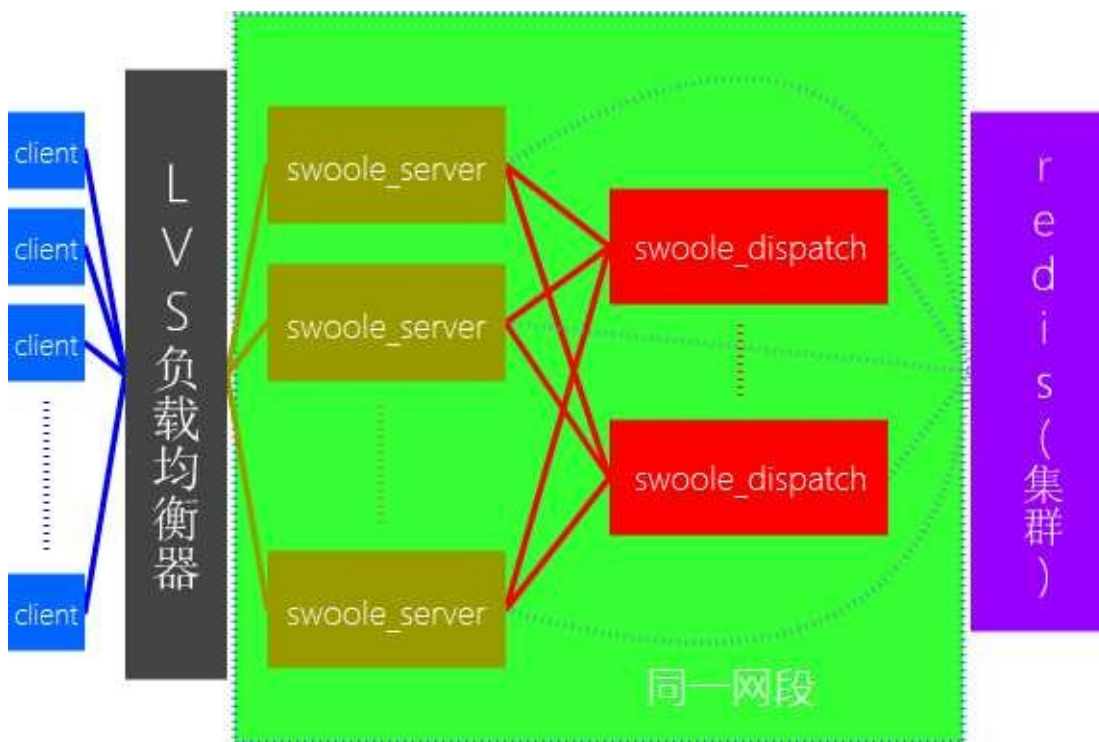 client
client
client
client
LVS负载均衡器
swoole_server
swoole_server
swoole_server
swoole_dispatch
swoole_dispatch
同一网段
redis(集群)